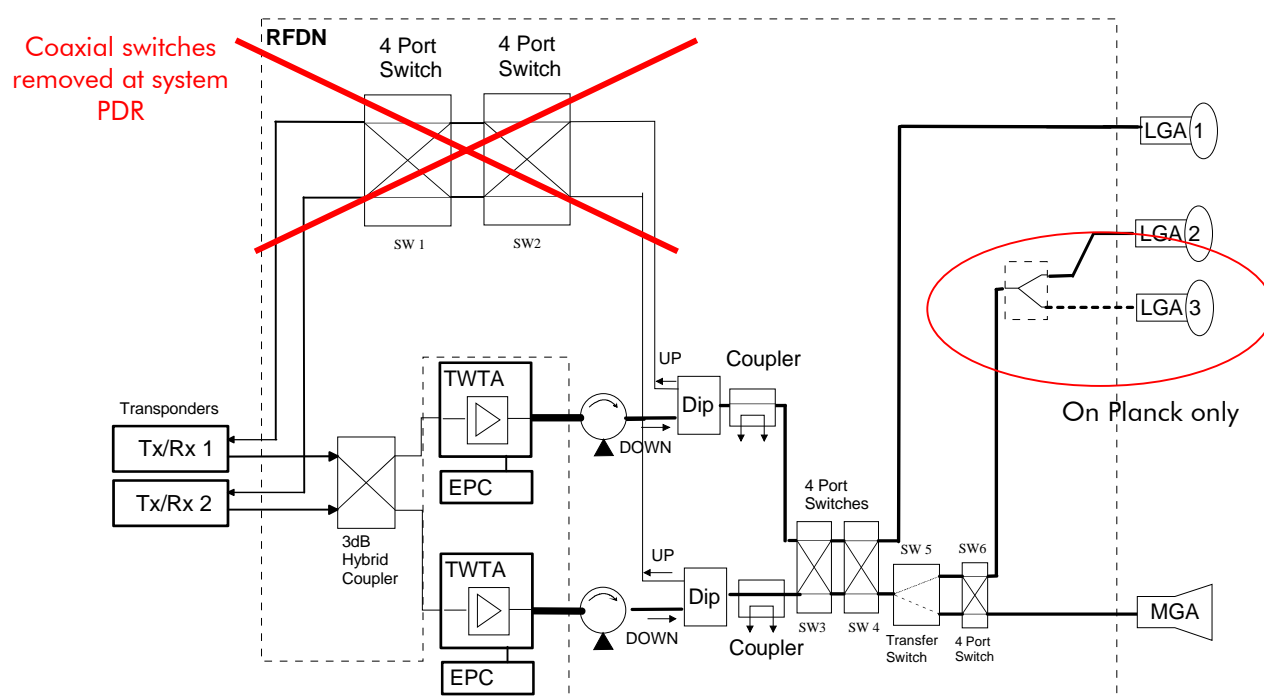 Coaxial switches
removed at system
PDR
RFDN
4 Port
Switch
4 Port
Switch
SW 1
SW2
LGA 1
LGA 2
LGA 3
On Planck only
UP
Coupler
TWTA
Dip
DOWN
EPC
Transponders
Tx/Rx 1
Tx/Rx 2
3dB
Hybrid
Coupler
4 Port
Switches
SW 5
SW6
UP
TWTA
Dip
DOWN
Coupler
EPC
SW3
SW 4
Transfer
Switch
4 Port
Switch
MGA